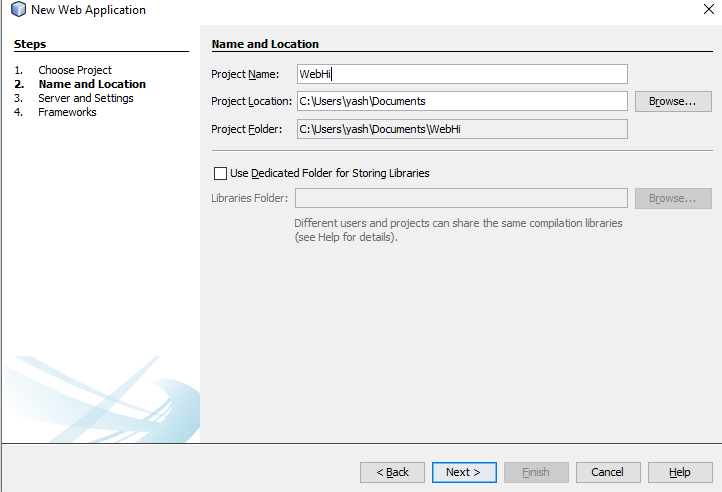 New Web Application
Steps
1. Choose Project
2. Name and Location
3. Server and Settings
4. Frameworks
Name and Location
Project Name: WebHi
Project Location: C:\Users\yash\Documents Browse...
Project Folder: C:\Users\yash\Documents\WebHi
Use Dedicated Folder for Storing Libraries
Libraries Folder: Browse...
Different users and projects can share the same compilation libraries
(see Help for details).
< Back Next > Finish Cancel Help